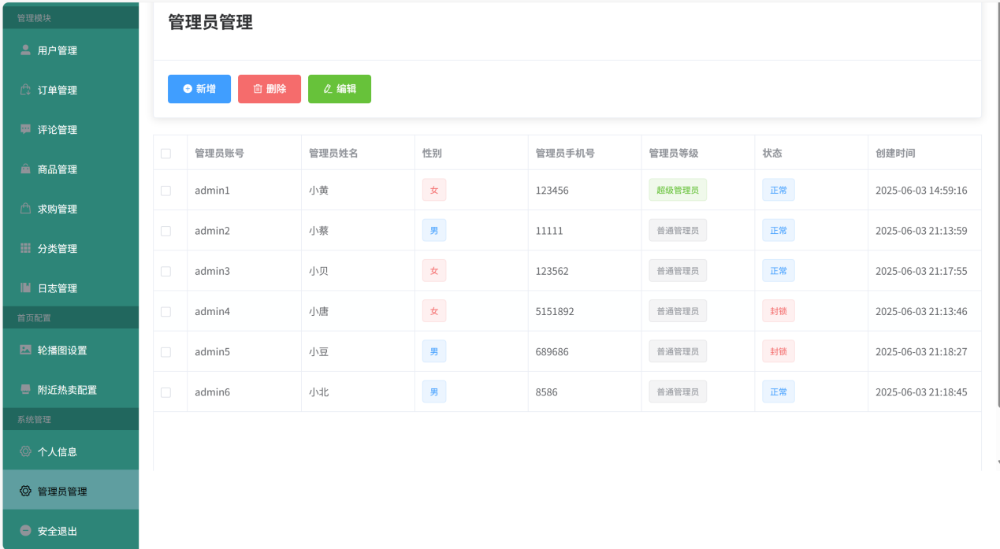 管理模块
用户管理
订单管理
评论管理
商品管理
求购管理
分类管理
日志管理
首页配置
轮播图设置
附近热卖配置
系统管理
个人信息
管理员管理
安全退出
管理员管理
新增 删除 编辑
管理员账号 管理员姓名 性别 管理员手机号 管理员等级 状态 创建时间
admin1 小黄 女 123456 超级管理员 正常 2025-06-03 14:59:16
admin2 小蔡 男 11111 普通管理员 正常 2025-06-03 21:13:59
admin3 小贝 女 123562 普通管理员 正常 2025-06-03 21:17:55
admin4 小唐 女 5151892 普通管理员 封锁 2025-06-03 21:13:46
admin5 小豆 男 689686 普通管理员 封锁 2025-06-03 21:18:27
admin6 小北 男 8586 普通管理员 正常 2025-06-03 21:18:45